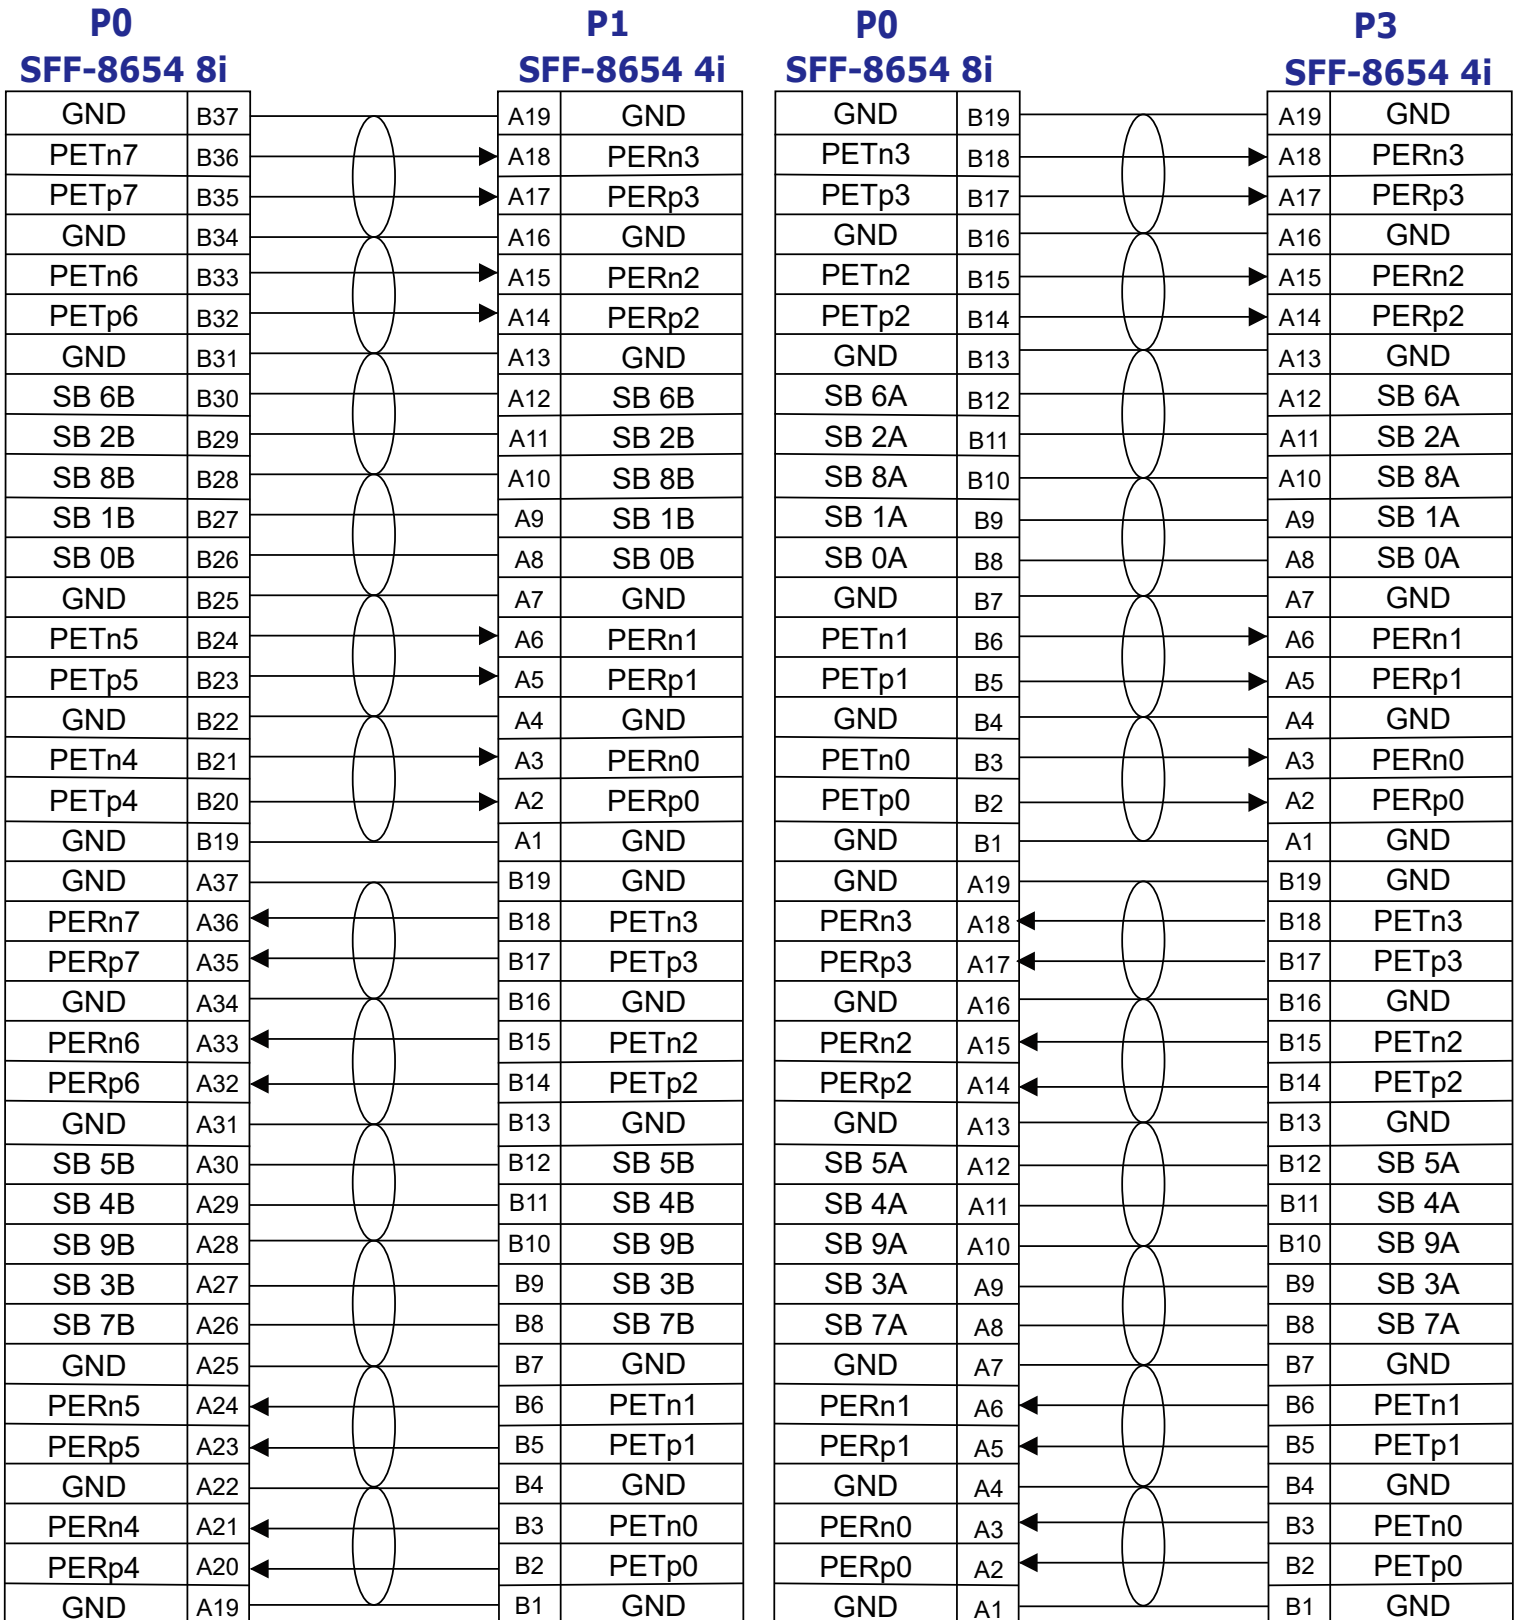 P0 P1 P0 P3
SFF-8654 8i SFF-8654 4i SFF-8654 8i SFF-8654 4i
GND B37 A19 GND GND B19 A19 GND
PETn7 B36 A18 PERn3 PETn3 B18 A18 PERn3
PETp7 B35 A17 PERp3 PETp3 B17 A17 PERp3
GND B34 A16 GND GND B16 A16 GND
PETn6 B33 A15 PERn2 PETn2 B15 A15 PERn2
PETp6 B32 A14 PERp2 PETp2 B14 A14 PERp2
GND B31 A13 GND GND B13 A13 GND
SB 6B B30 A12 SB 6B SB 6A B12 A12 SB 6A
SB 2B B29 A11 SB 2B SB 2A B11 A11 SB 2A
SB 8B B28 A10 SB 8B SB 8A B10 A10 SB 8A
SB 1B B27 A9 SB 1B SB 1A B9 A9 SB 1A
SB 0B B26 A8 SB 0B SB 0A B8 A8 SB 0A
GND B25 A7 GND GND B7 A7 GND
PETn5 B24 A6 PERn1 PETn1 B6 A6 PERn1
PETp5 B23 A5 PERp1 PETp1 B5 A5 PERp1
GND B22 A4 GND GND B4 A4 GND
PETn4 B21 A3 PERn0 PETn0 B3 A3 PERn0
PETp4 B20 A2 PERp0 PETp0 B2 A2 PERp0
GND B19 A1 GND GND B1 A1 GND
GND A37 B19 GND GND A19 B19 GND
PERn7 A36 B18 PETn3 PERn3 A18 B18 PETn3
PERp7 A35 B17 PETp3 PERp3 A17 B17 PETp3
GND A34 B16 GND GND A16 B16 GND
PERn6 A33 B15 PETn2 PERn2 A15 B15 PETn2
PERp6 A32 B14 PETp2 PERp2 A14 B14 PETp2
GND A31 B13 GND GND A13 B13 GND
SB 5B A30 B12 SB 5B SB 5A A12 B12 SB 5A
SB 4B A29 B11 SB 4B SB 4A A11 B11 SB 4A
SB 9B A28 B10 SB 9B SB 9A A10 B10 SB 9A
SB 3B A27 B9 SB 3B SB 3A A9 B9 SB 3A
SB 7B A26 B8 SB 7B SB 7A A8 B8 SB 7A
GND A25 B7 GND GND A7 B7 GND
PERn5 A24 B6 PETn1 PERn1 A6 B6 PETn1
PERp5 A23 B5 PETp1 PERp1 A5 B5 PETp1
GND A22 B4 GND GND A4 B4 GND
PERn4 A21 B3 PETn0 PERn0 A3 B3 PETn0
PERp4 A20 B2 PETp0 PERp0 A2 B2 PETp0
GND A19 B1 GND GND A1 B1 GND